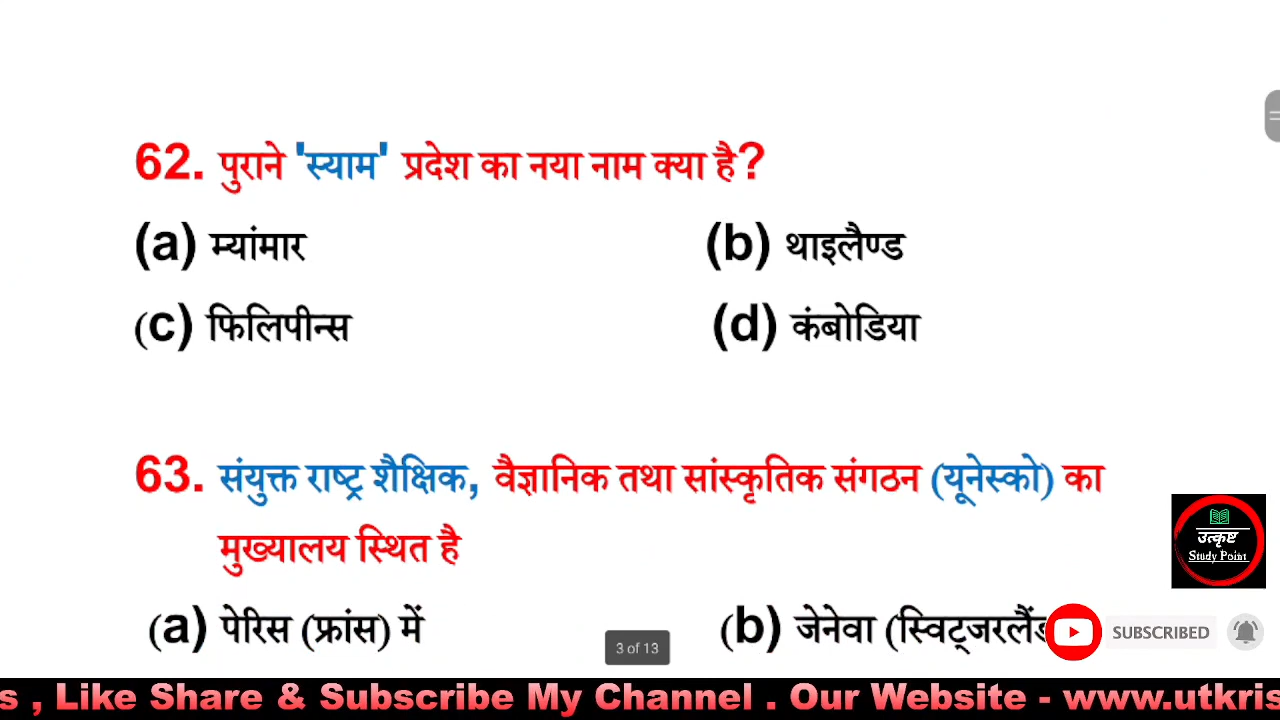 62. पुराने 'स्याम' प्रदेश का नया नाम क्या है?
(a) म्यांमार (b) थाइलैण्ड
(c) फिलिपीन्स (d) कंबोडिया
63. संयुक्त राष्ट्र शैक्षिक, वैज्ञानिक तथा सांस्कृतिक संगठन (यूनेस्को) का
मुख्यालय स्थित है
उत्कृष्ट
Study Point
(a) पेरिस (फ्रांस) में (b) जेनेवा (स्विट्जरलैंड
SUBSCRIBED
3 of 13
s , Like Share & Subscribe My Channel . Our Website - www.utkris